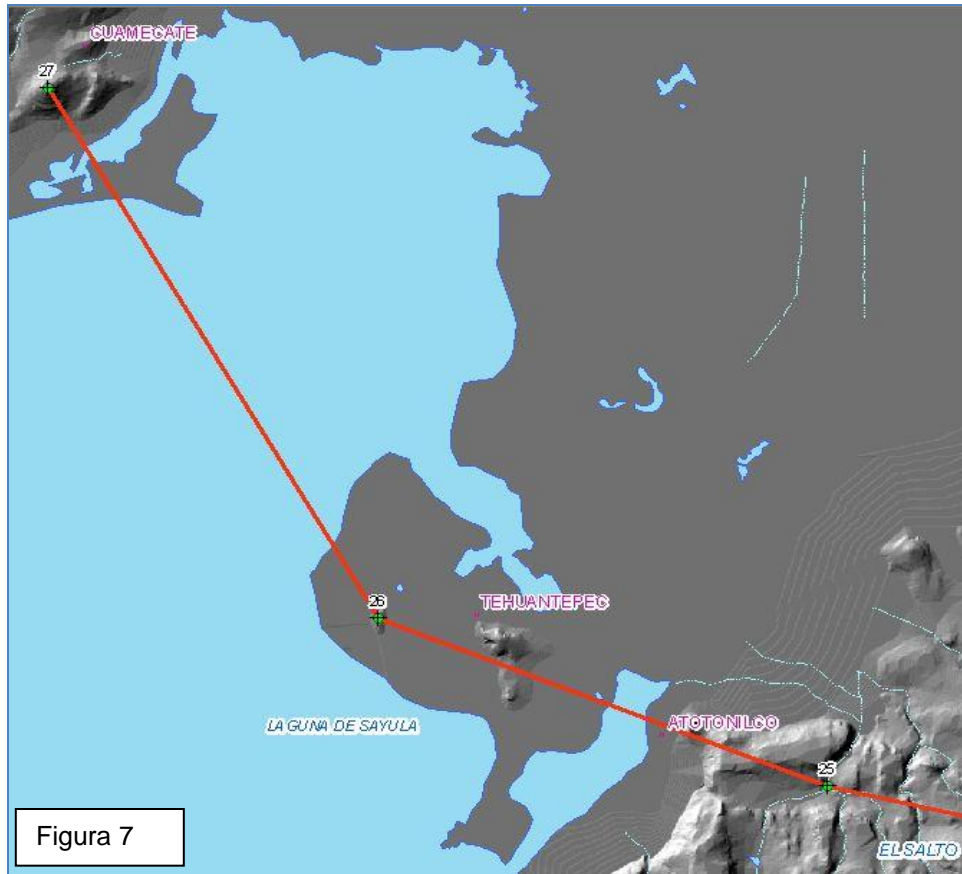 CUAMECATE
27
26
TEHUANTEPEC
LAGUNA DE SAYULA
ATOTONILCO
25
EL SALTO
Figura 7